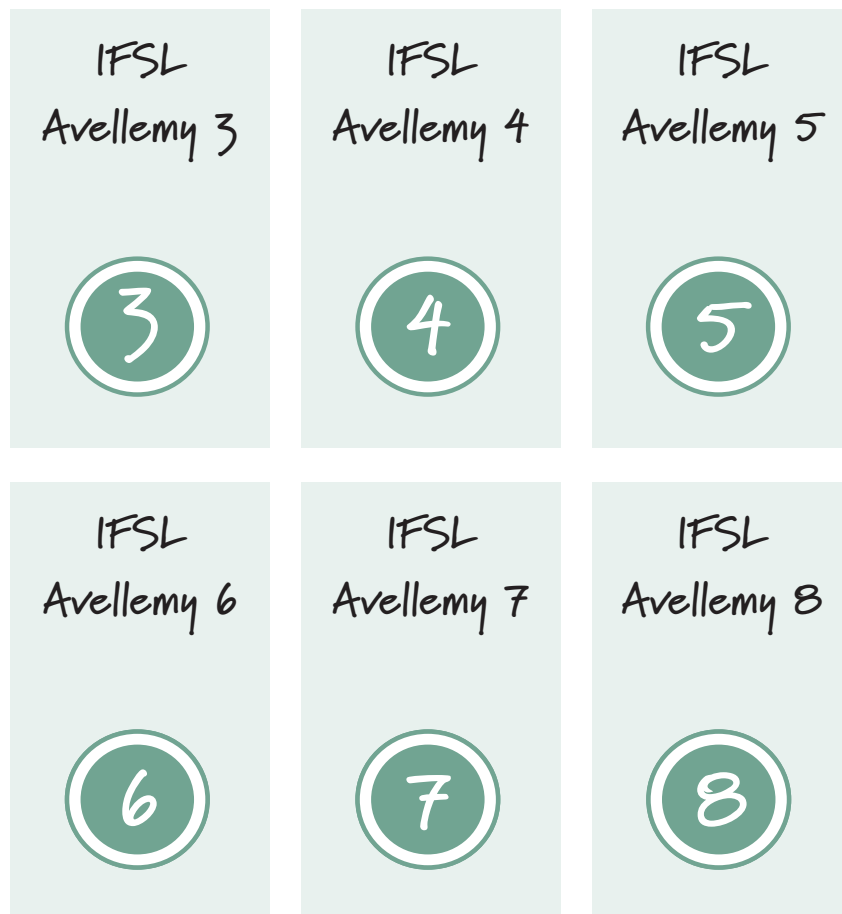 IFSL
Avellemy 3
3
IFSL
Avellemy 4
4
IFSL
Avellemy 5
5
IFSL
Avellemy 6
6
IFSL
Avellemy 7
7
IFSL
Avellemy 8
8